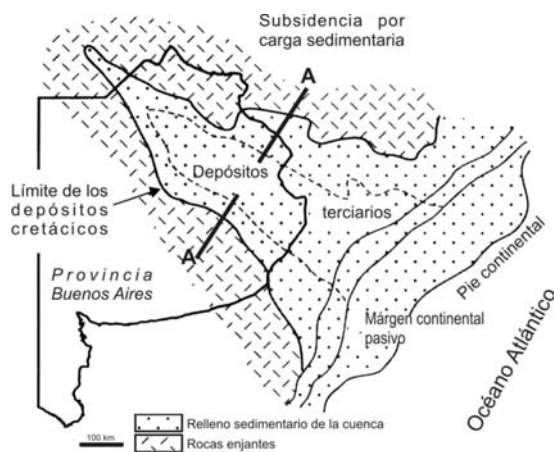 Subsidencia por
carga sedimentaria
A
Depósitos
Límite de los
depósitos
cretácicos
terciarios
A
Provincia
Buenos Aires
Márgen continental
pasivo
Pie continental
Océano Atlántico
Relleno sedimentario de la cuenca
Rocas enjantes
100 km